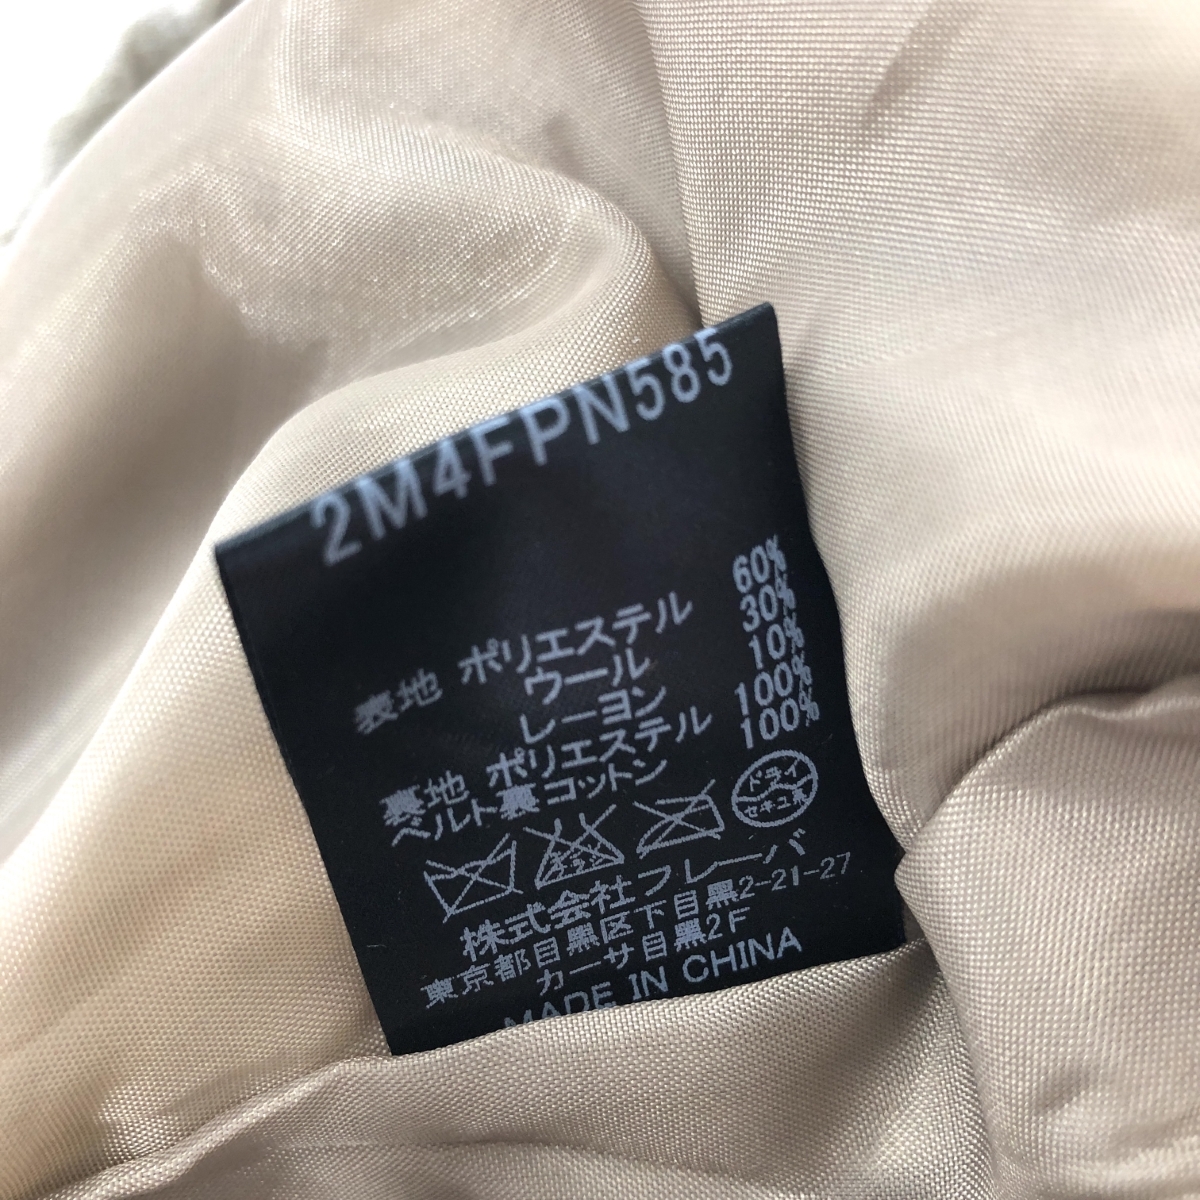 2M4FPN585
表地 ポリエステル 60%
ウール 30%
レーヨン 10%
裏地 ポリエステル 100%
ベルト裏コットン 100%
エンソ
ドライ
セキユ系
株式会社フレーバ
東京都目黒区下目黒2-21-27
カーサ目黒2F
MADE IN CHINA